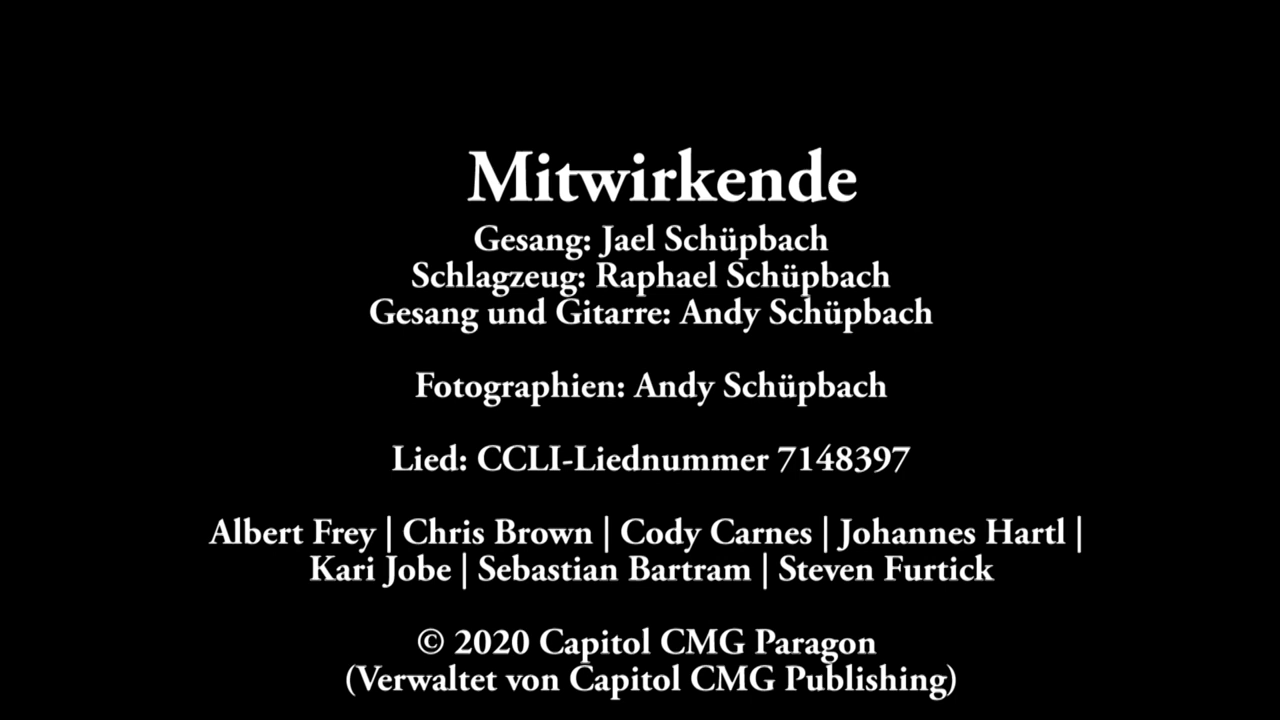 Mitwirkende
Gesang: Jael Schüpbach
Schlagzeug: Raphael Schüpbach
Gesang und Gitarre: Andy Schüpbach
Fotographien: Andy Schüpbach
Lied: CCLI-Liednummer 7148397
Albert Frey | Chris Brown | Cody Carnes | Johannes Hartl |
Kari Jobe | Sebastian Bartram | Steven Furtick
© 2020 Capitol CMG Paragon
(Verwaltet von Capitol CMG Publishing)